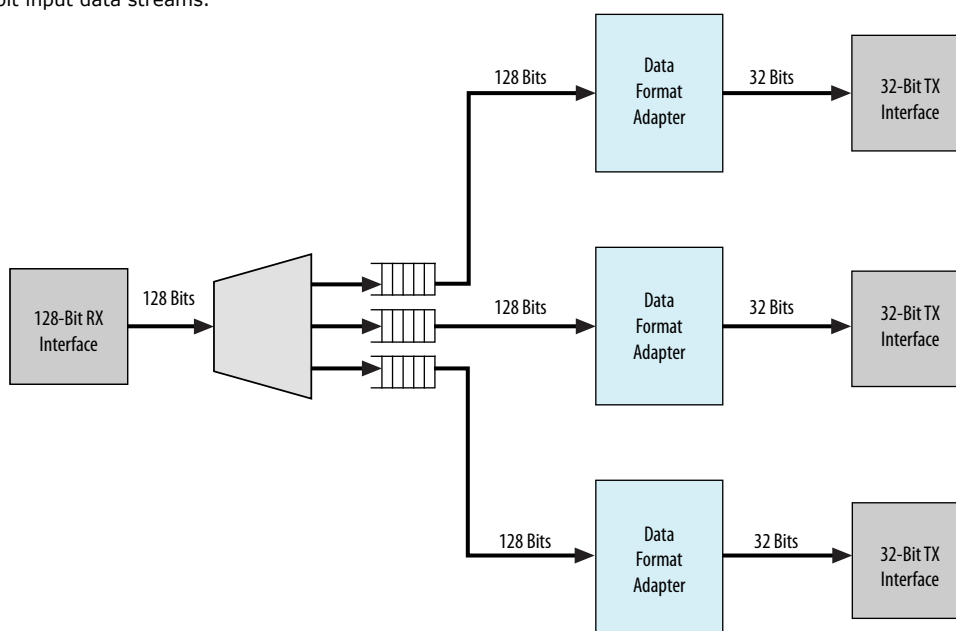 bit input data streams.
128 Bits
Data
Format
Adapter
32 Bits
32-Bit TX
Interface
128-Bit RX
Interface
128 Bits
128 Bits
Data
Format
Adapter
32 Bits
32-Bit TX
Interface
128 Bits
Data
Format
Adapter
32 Bits
32-Bit TX
Interface